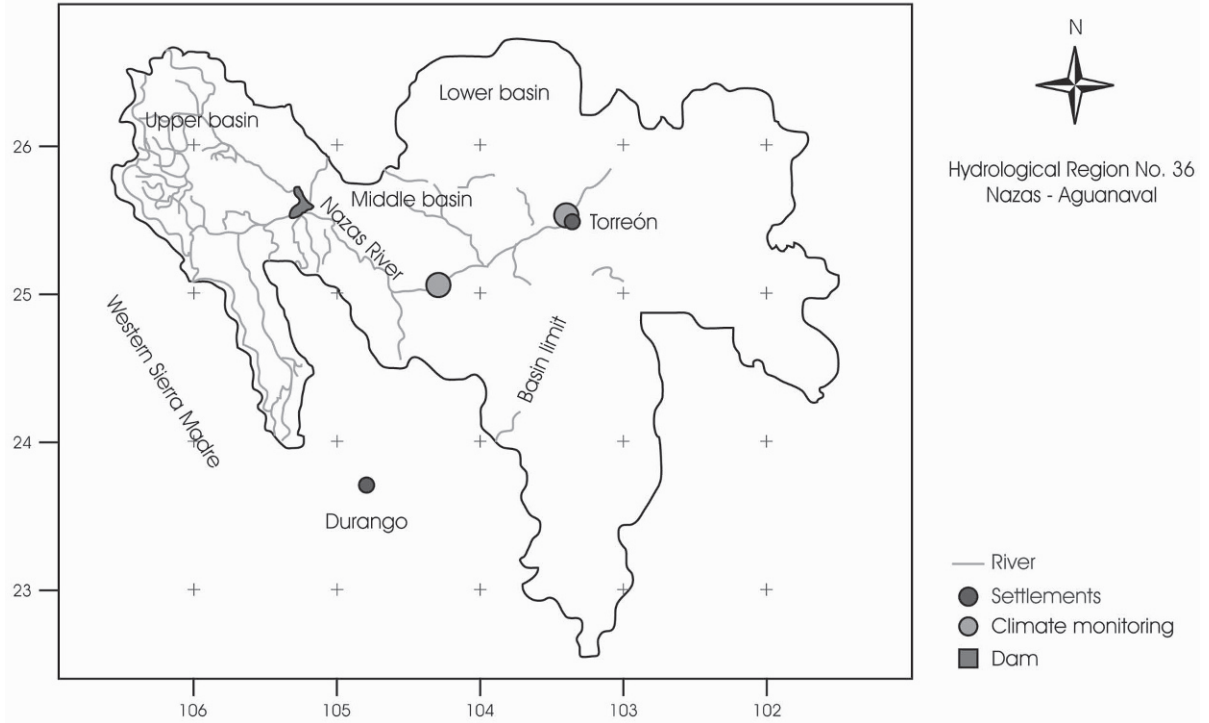 N
Hydrological Region No. 36
Nazas - Aguanaval
Lower basin
Upper basin
Middle basin
Nazas River
Torreón
Western Sierra Madre
Basin limit
Durango
26
25
24
23
106
105
104
103
102
River
Settlements
Climate monitoring
Dam